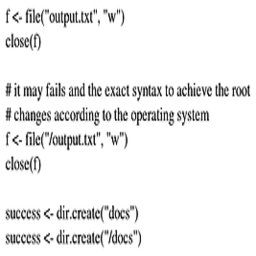 f <- file("output.txt", "w")
close(f)
# it may fails and the exact syntax to achieve the root
# changes according to the operating system
f <- file("/output.txt", "w")
close(f)
success <- dir.create("docs")
success <- dir.create("/docs")